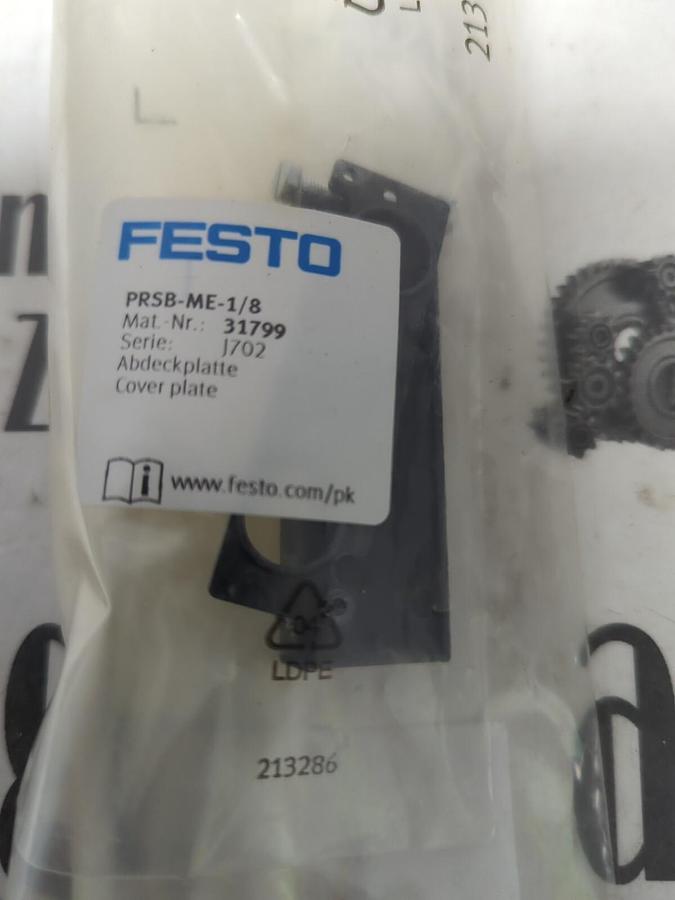 213
FESTO
PRSB-ME-1/8
Mat.-Nr.: 31799
Serie: J702
Abdeckplatte
Cover plate
i www.festo.com/pk
04
LDPE
213286